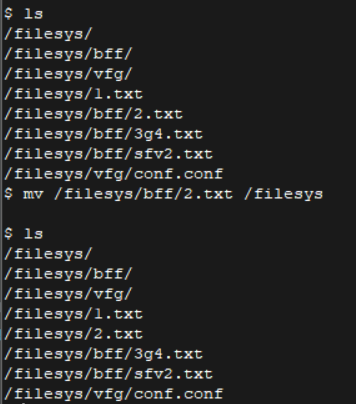 $ ls
/filesys/
/filesys/bff/
/filesys/vfg/
/filesys/1.txt
/filesys/bff/2.txt
/filesys/bff/3g4.txt
/filesys/bff/sfv2.txt
/filesys/vfg/conf.conf
$ mv /filesys/bff/2.txt /filesys
$ ls
/filesys/
/filesys/bff/
/filesys/vfg/
/filesys/1.txt
/filesys/2.txt
/filesys/bff/3g4.txt
/filesys/bff/sfv2.txt
/filesys/vfg/conf.conf